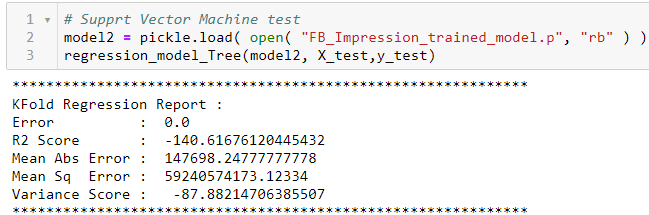 1 # Supprt Vector Machine test
2 model2 = pickle.load( open( "FB_Impression_trained_model.p", "rb" ) )
3 regression_model_Tree(model2, X_test,y_test)
**************************************************************
KFold Regression Report :
Error : 0.0
R2 Score : -140.61676120445432
Mean Abs Error : 147698.24777777778
Mean Sq Error : 59240574173.12334
Variance Score : -87.88214706385507
**************************************************************